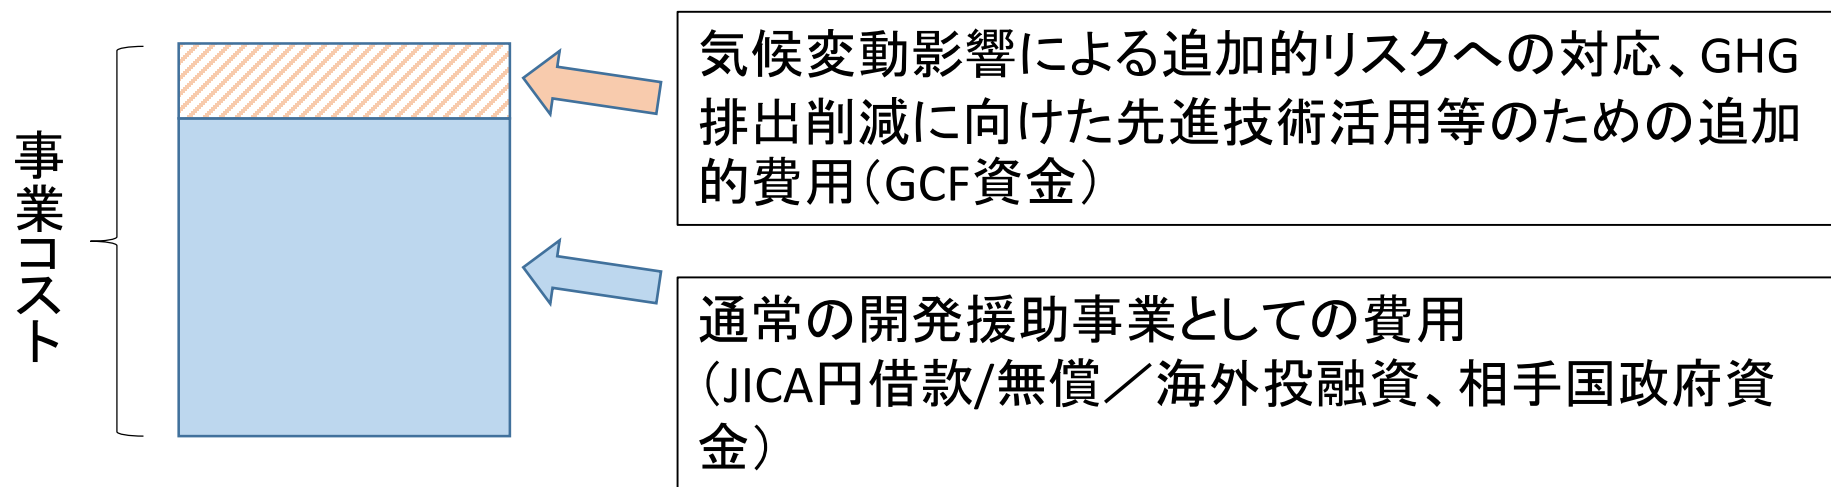 事業コスト
気候変動影響による追加的リスクへの対応、GHG
排出削減に向けた先進技術活用等のための追加
的費用（GCF資金）
通常の開発援助事業としての費用
（JICA円借款/無償／海外投融資、相手国政府資
金）